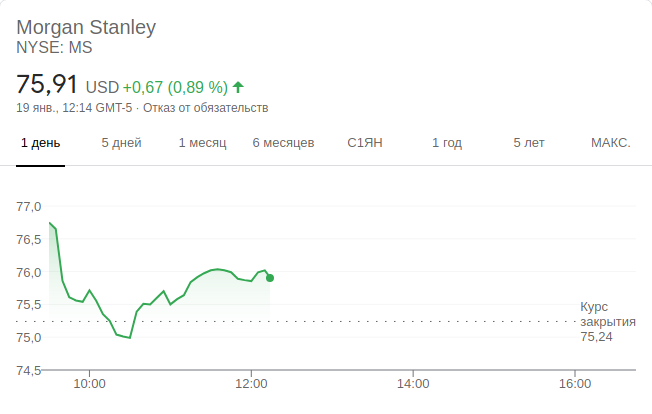 Morgan Stanley
NYSE: MS
75,91 USD +0,67 (0,89 %)
19 янв., 12:14 GMT-5 · Отказ от обязательств
1 день 5 дней 1 месяц 6 месяцев С1ЯН 1 год 5 лет МАКС.
77,0
76,5
76,0
75,5
75,0
74,5
Курс
закрытия
75,24
10:00 12:00 14:00 16:00